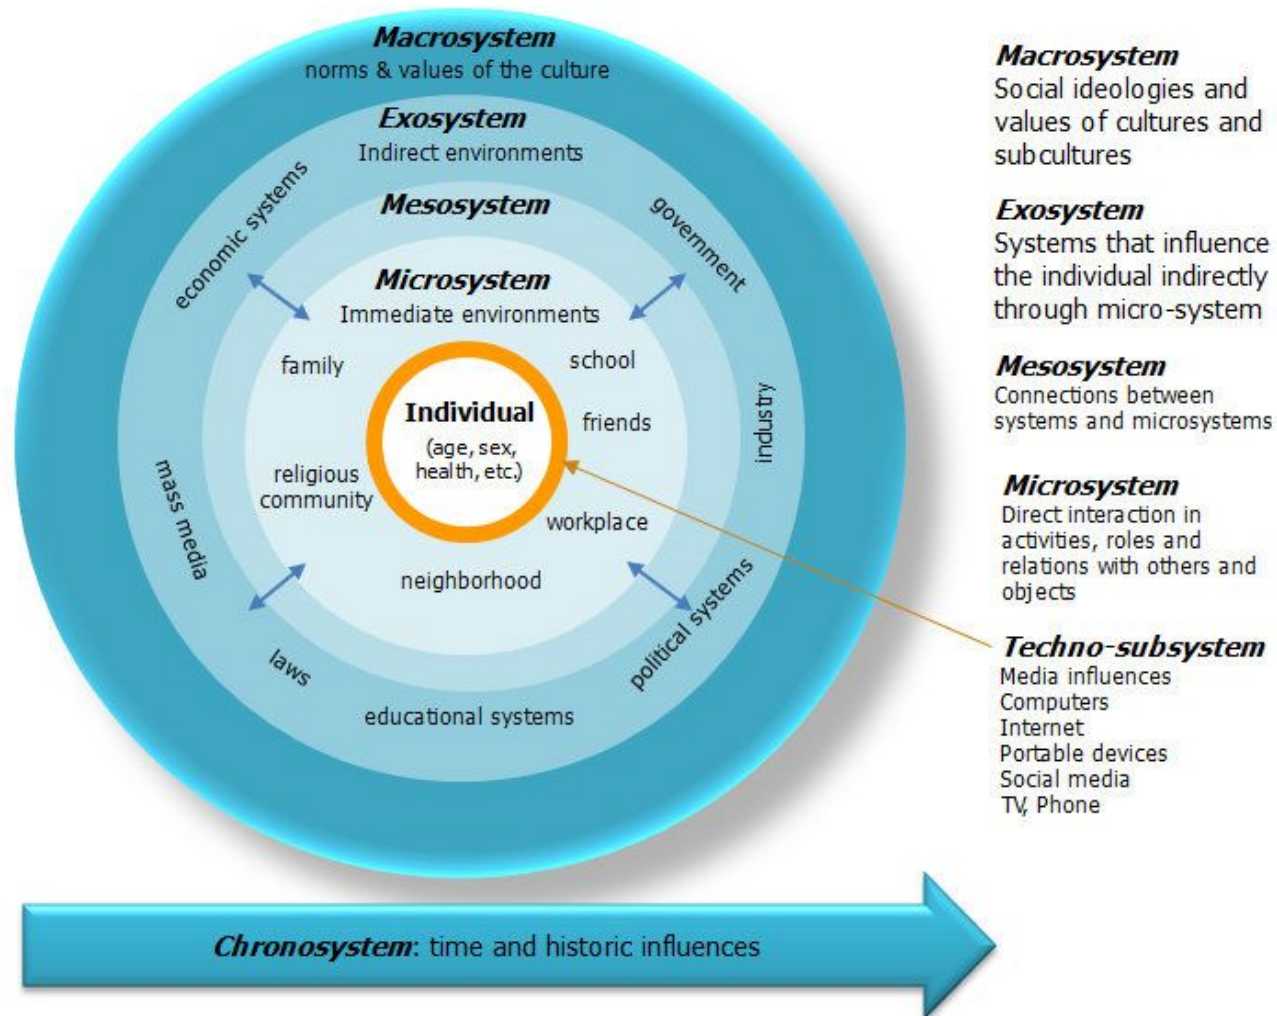 Macrosystem
norms & values of the culture
Exosystem
Indirect environments
Mesosystem
economic systems
government
Microsystem
Immediate environments
family
school
Individual
(age, sex,
health, etc.)
friends
industry
religious
community
mass media
workplace
neighborhood
political systems
laws
educational systems
Macrosystem
Social ideologies and
values of cultures and
subcultures
Exosystem
Systems that influence
the individual indirectly
through micro-system
Mesosystem
Connections between
systems and microsystems
Microsystem
Direct interaction in
activities, roles and
relations with others and
objects
Techno-subsystem
Media influences
Computers
Internet
Portable devices
Social media
TV, Phone
Chronosystem: time and historic influences